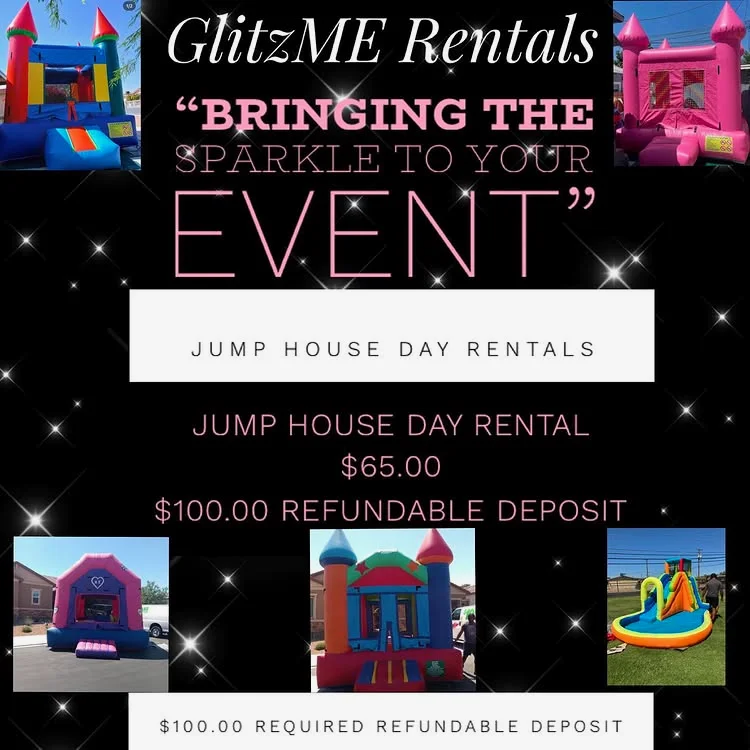 GlitzME Rentals
“BRINGING THE
SPARKLE TO YOUR
EVENT”
JUMP HOUSE DAY RENTALS
JUMP HOUSE DAY RENTAL
$65.00
$100.00 REFUNDABLE DEPOSIT
$100.00 REQUIRED REFUNDABLE DEPOSIT